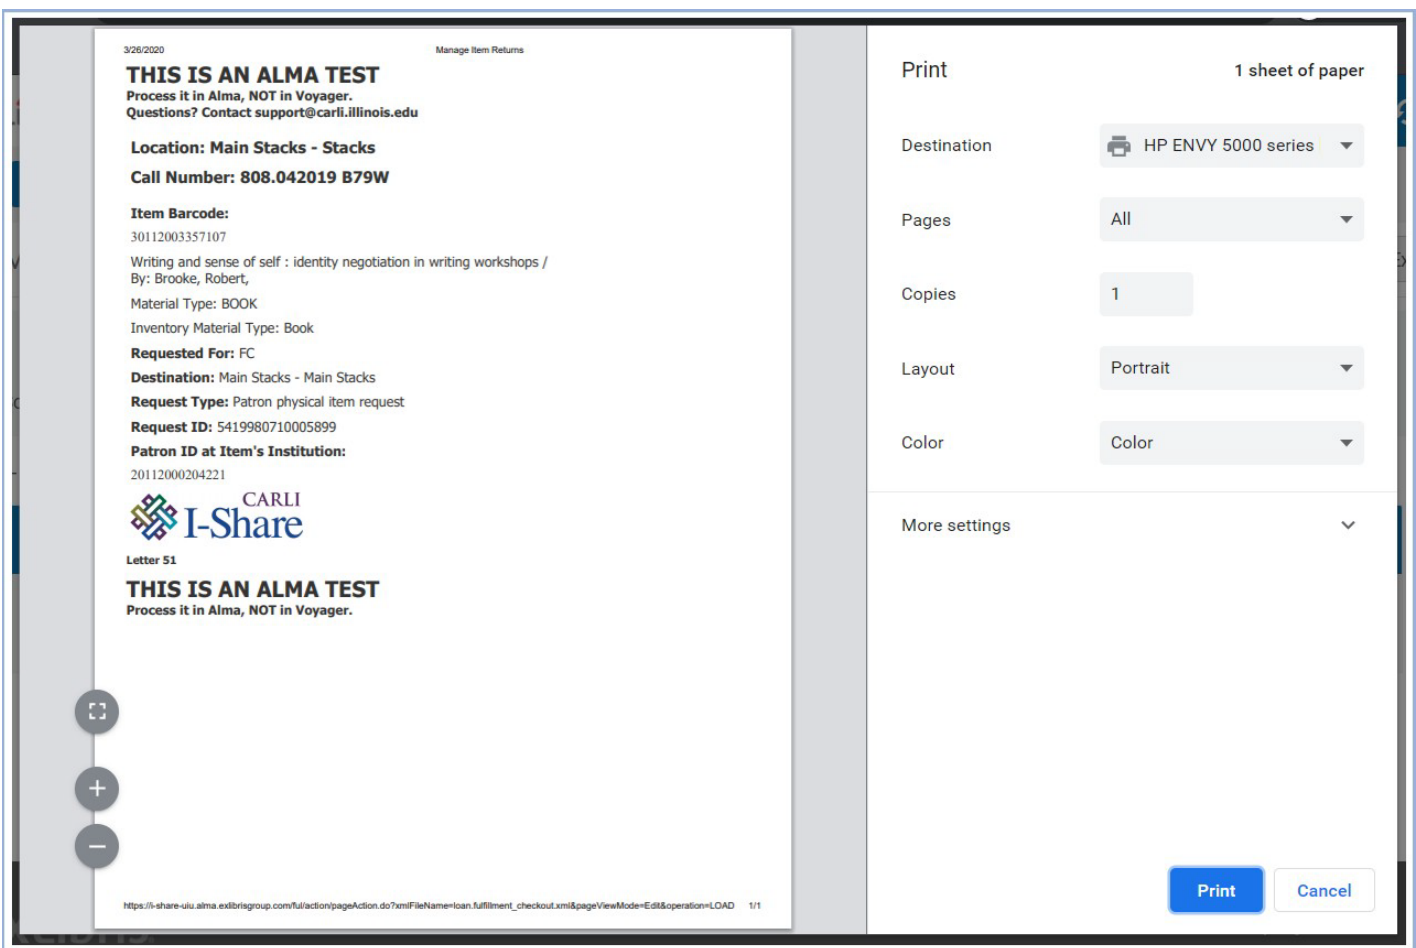 3/26/2020 Manage Item Returns
THIS IS AN ALMA TEST
Process it in Alma, NOT in Voyager.
Questions? Contact support@carli.illinois.edu
Location: Main Stacks - Stacks
Call Number: 808.042019 B79W
Item Barcode:
30112003357107
Writing and sense of self : identity negotiation in writing workshops /
By: Brooke, Robert,
Material Type: BOOK
Inventory Material Type: Book
Requested For: FC
Destination: Main Stacks - Main Stacks
Request Type: Patron physical item request
Request ID: 5419980710005899
Patron ID at Item's Institution:
20112000204221
CARLI
I-Share
Letter 51
THIS IS AN ALMA TEST
Process it in Alma, NOT in Voyager.
https://i-share-uiu.alma.exlibrisgroup.com/ful/action/pageAction.do?xmlFileName=loan.fulfillment_checkout.xml&pageViewMode=Edit&operation=LOAD 1/1
Print 1 sheet of paper
Destination HP ENVY 5000 series
Pages All
Copies 1
Layout Portrait
Color Color
More settings
Print Cancel